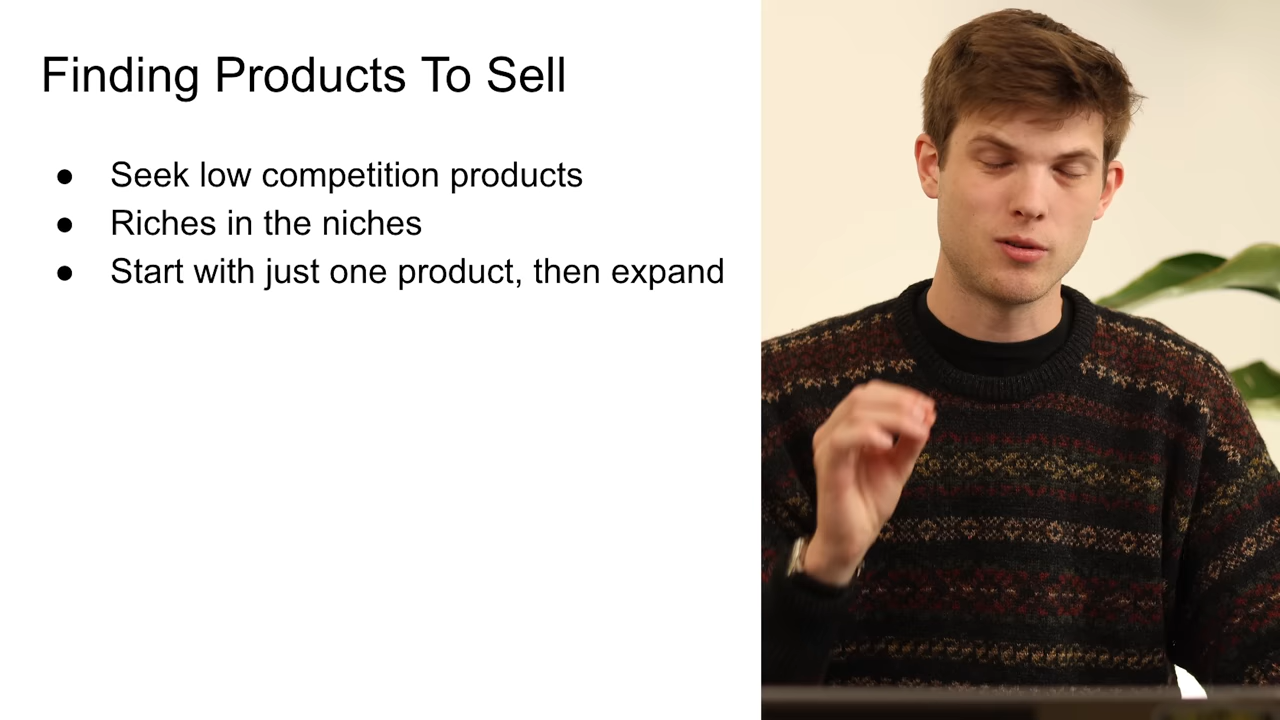 Finding Products To Sell
● Seek low competition products
● Riches in the niches
● Start with just one product, then expand